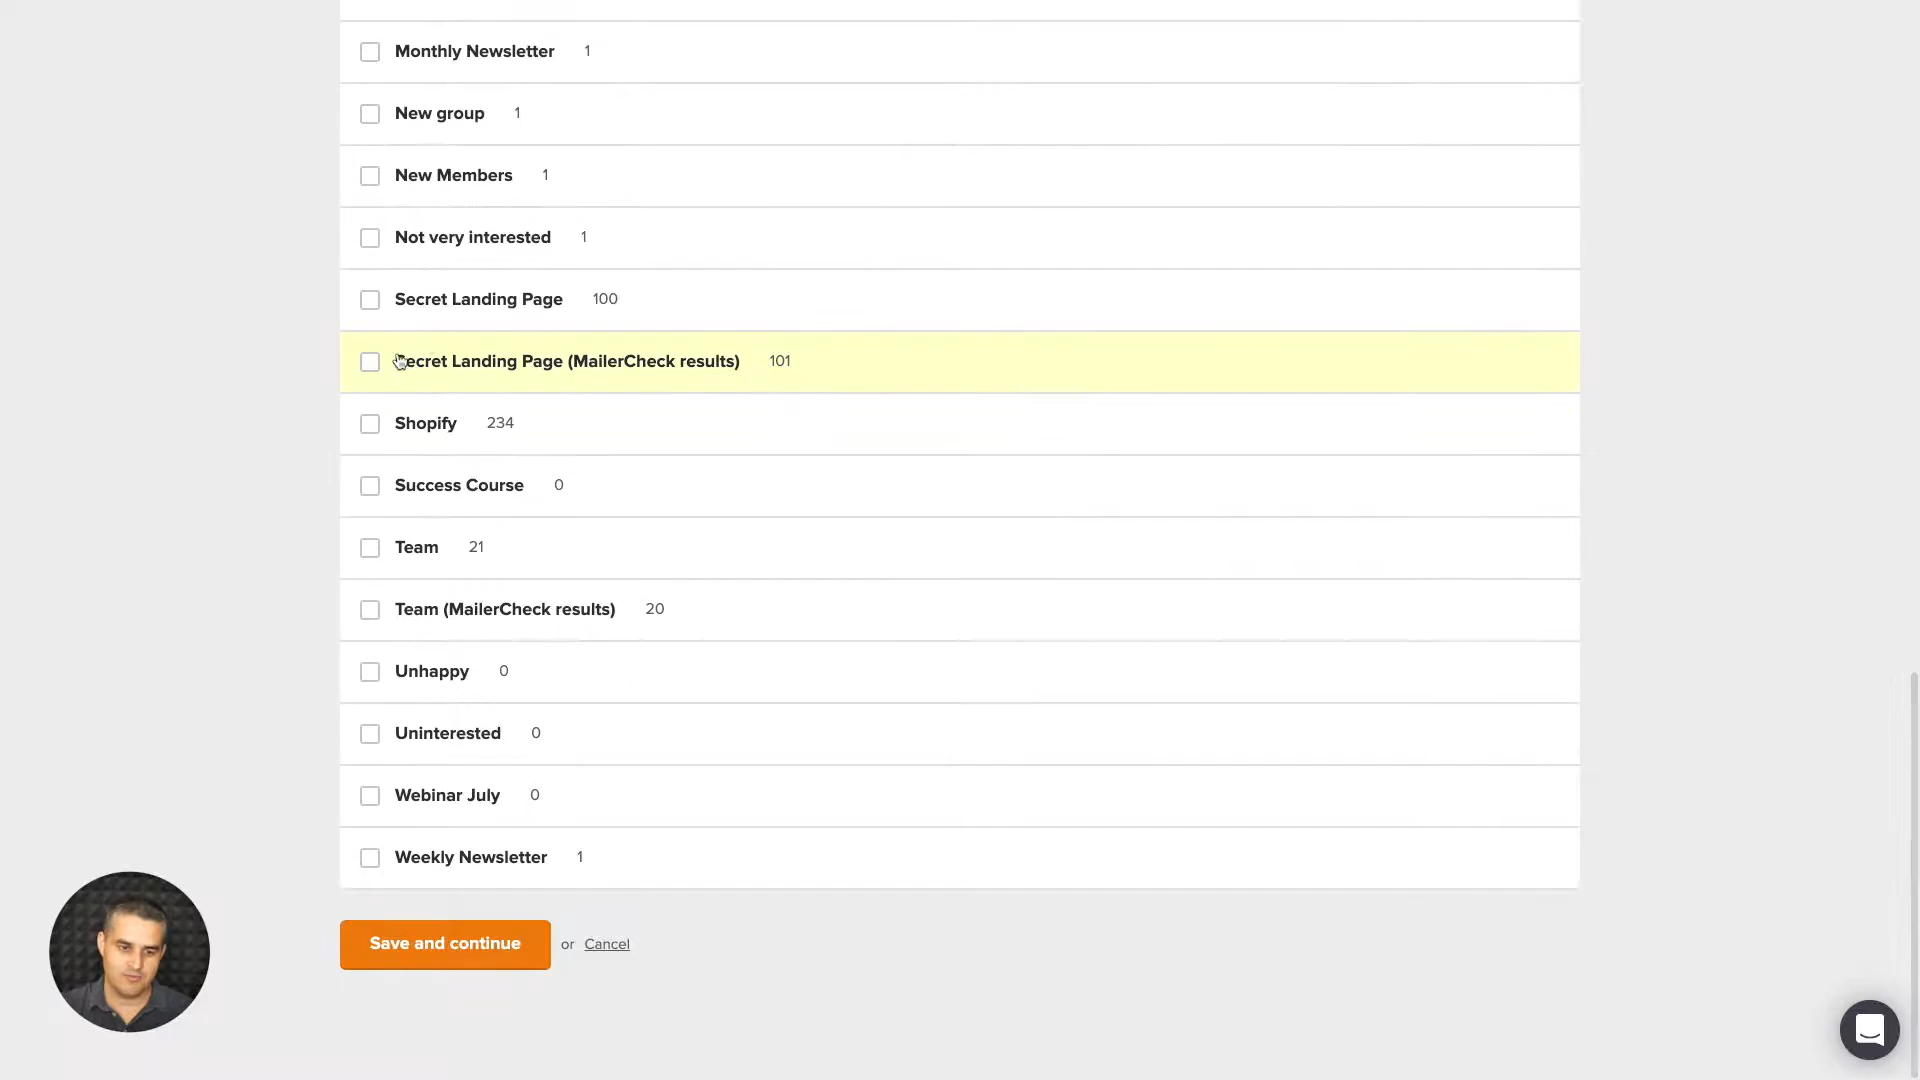 Monthly Newsletter 1
New group 1
New Members 1
Not very interested 1
Secret Landing Page 100
Secret Landing Page (MailerCheck results) 101
Shopify 234
Success Course 0
Team 21
Team (MailerCheck results) 20
Unhappy 0
Uninterested 0
Webinar July 0
Weekly Newsletter 1
Save and continue or Cancel